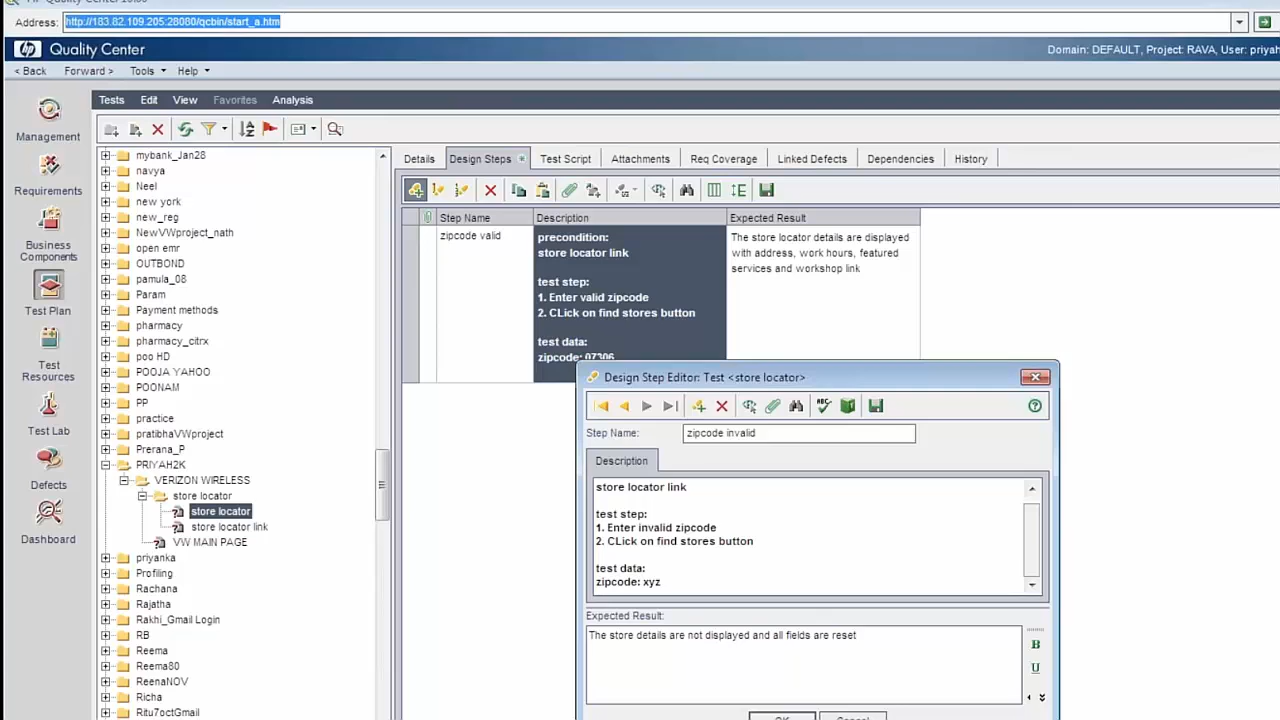 Address: http://183.82.109.205:28080/qcbin/start_a.htm
hp Quality Center
Domain: DEFAULT, Project: RAVA, User: priyah
< Back Forward > Tools Help
Tests Edit View Favorites Analysis
Management
Requirements
Business
Components
Test Plan
Test
Resources
Test Lab
Defects
Dashboard
mybank_Jan28
navya
Neel
new york
new_reg
NewVWproject_nath
open emr
OUTBOND
pamula_08
Param
Payment methods
pharmacy
pharmacy_citrx
poo HD
POOJA YAHOO
POONAM
PP
practice
pratibhaVWproject
Prerana_P
PRIYAH2K
VERIZON WIRELESS
store locator
store locator
store locator link
VW MAIN PAGE
priyanka
Profiling
Rachana
Rajatha
Rakhi_Gmail Login
RB
Reema
Reema80
ReenaNOV
Richa
Ritu7octGmail
Details Design Steps Test Script Attachments Req Coverage Linked Defects Dependencies History
Step Name Description Expected Result
zipcode valid
precondition:
store locator link
test step:
1. Enter valid zipcode
2. CLick on find stores button
test data:
zipcode: 07306
The store locator details are displayed
with address, work hours, featured
services and workshop link
Design Step Editor: Test <store locator>
ABC
Step Name: zipcode invalid
Description
store locator link
test step:
1. Enter invalid zipcode
2. CLick on find stores button
test data:
zipcode: xyz
Expected Result:
The store details are not displayed and all fields are reset
B
U